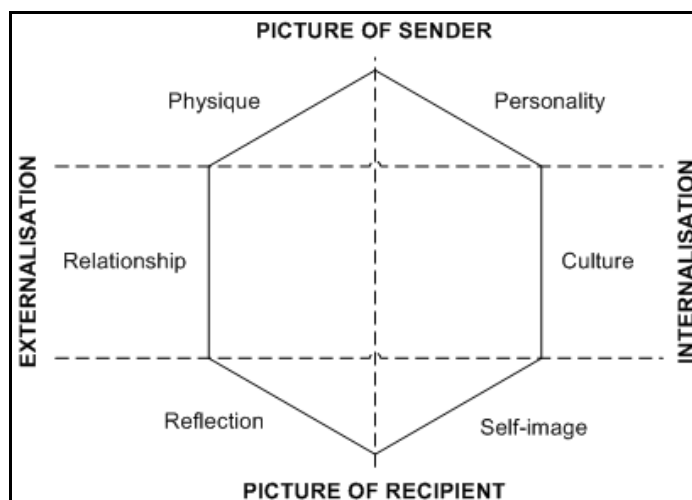 PICTURE OF SENDER
Physique
Personality
EXTERNALISATION
INTERNALISATION
Relationship
Culture
Reflection
Self-image
PICTURE OF RECIPIENT